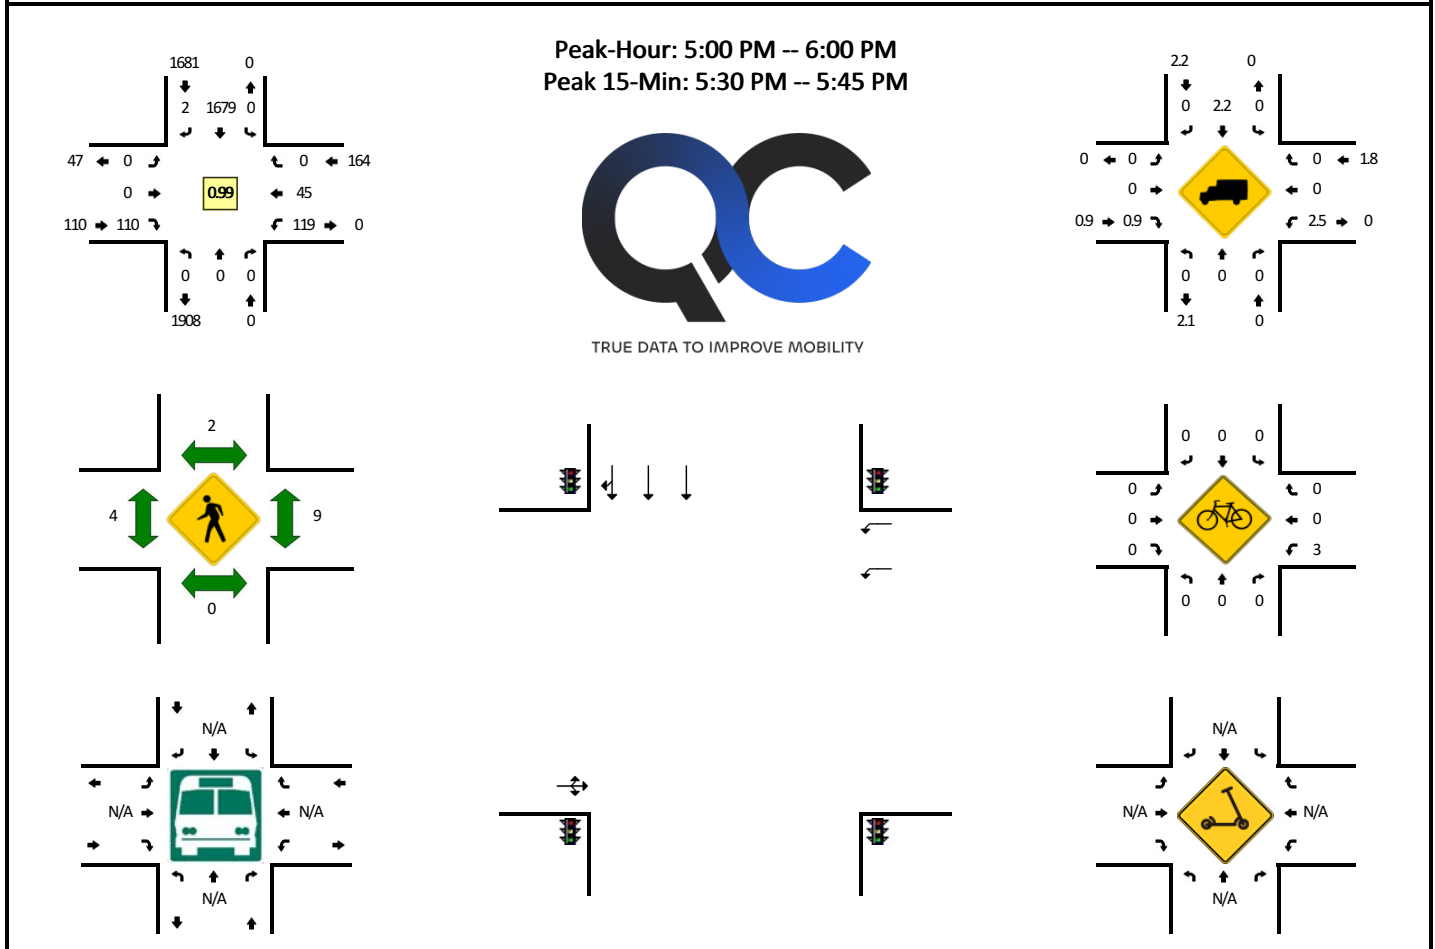 Peak-Hour: 5:00 PM -- 6:00 PM
Peak 15-Min: 5:30 PM -- 5:45 PM
1681 0
2 1679 0
47 0 0 164
0 0.99 45
110 110 119 0
0 0 0
1908 0
QC
TRUE DATA TO IMPROVE MOBILITY
2.2 0
0 2.2 0
0 0 0 1.8
0 0
0.9 0.9 2.5 0
0 0 0
2.1 0
2
4 9
0
0 0 0
0 0
0 0
0 3
0 0 0
N/A
N/A N/A
N/A
N/A
N/A N/A
N/A